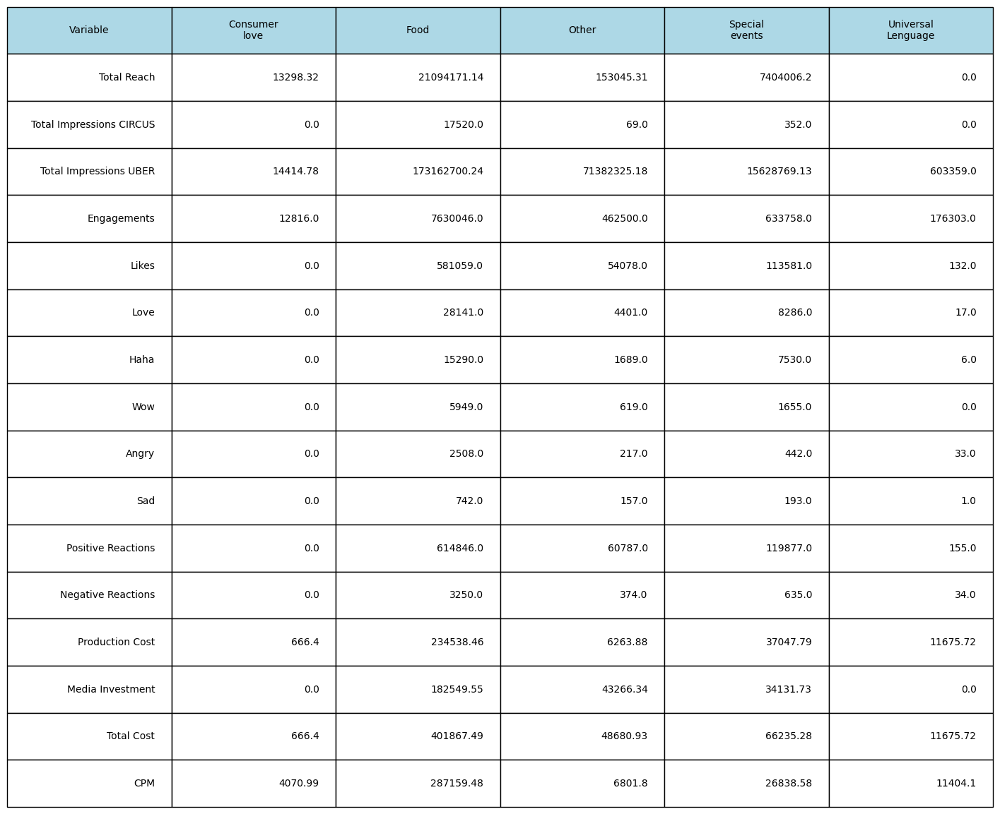 Variable Consumer love Food Other Special events Universal Lenguage
Total Reach 13298.32 21094171.14 153045.31 7404006.2 0.0
Total Impressions CIRCUS 0.0 17520.0 69.0 352.0 0.0
Total Impressions UBER 14414.78 173162700.24 71382325.18 15628769.13 603359.0
Engagements 12816.0 7630046.0 462500.0 633758.0 176303.0
Likes 0.0 581059.0 54078.0 113581.0 132.0
Love 0.0 28141.0 4401.0 8286.0 17.0
Haha 0.0 15290.0 1689.0 7530.0 6.0
Wow 0.0 5949.0 619.0 1655.0 0.0
Angry 0.0 2508.0 217.0 442.0 33.0
Sad 0.0 742.0 157.0 193.0 1.0
Positive Reactions 0.0 614846.0 60787.0 119877.0 155.0
Negative Reactions 0.0 3250.0 374.0 635.0 34.0
Production Cost 666.4 234538.46 6263.88 37047.79 11675.72
Media Investment 0.0 182549.55 43266.34 34131.73 0.0
Total Cost 666.4 401867.49 48680.93 66235.28 11675.72
CPM 4070.99 287159.48 6801.8 26838.58 11404.1